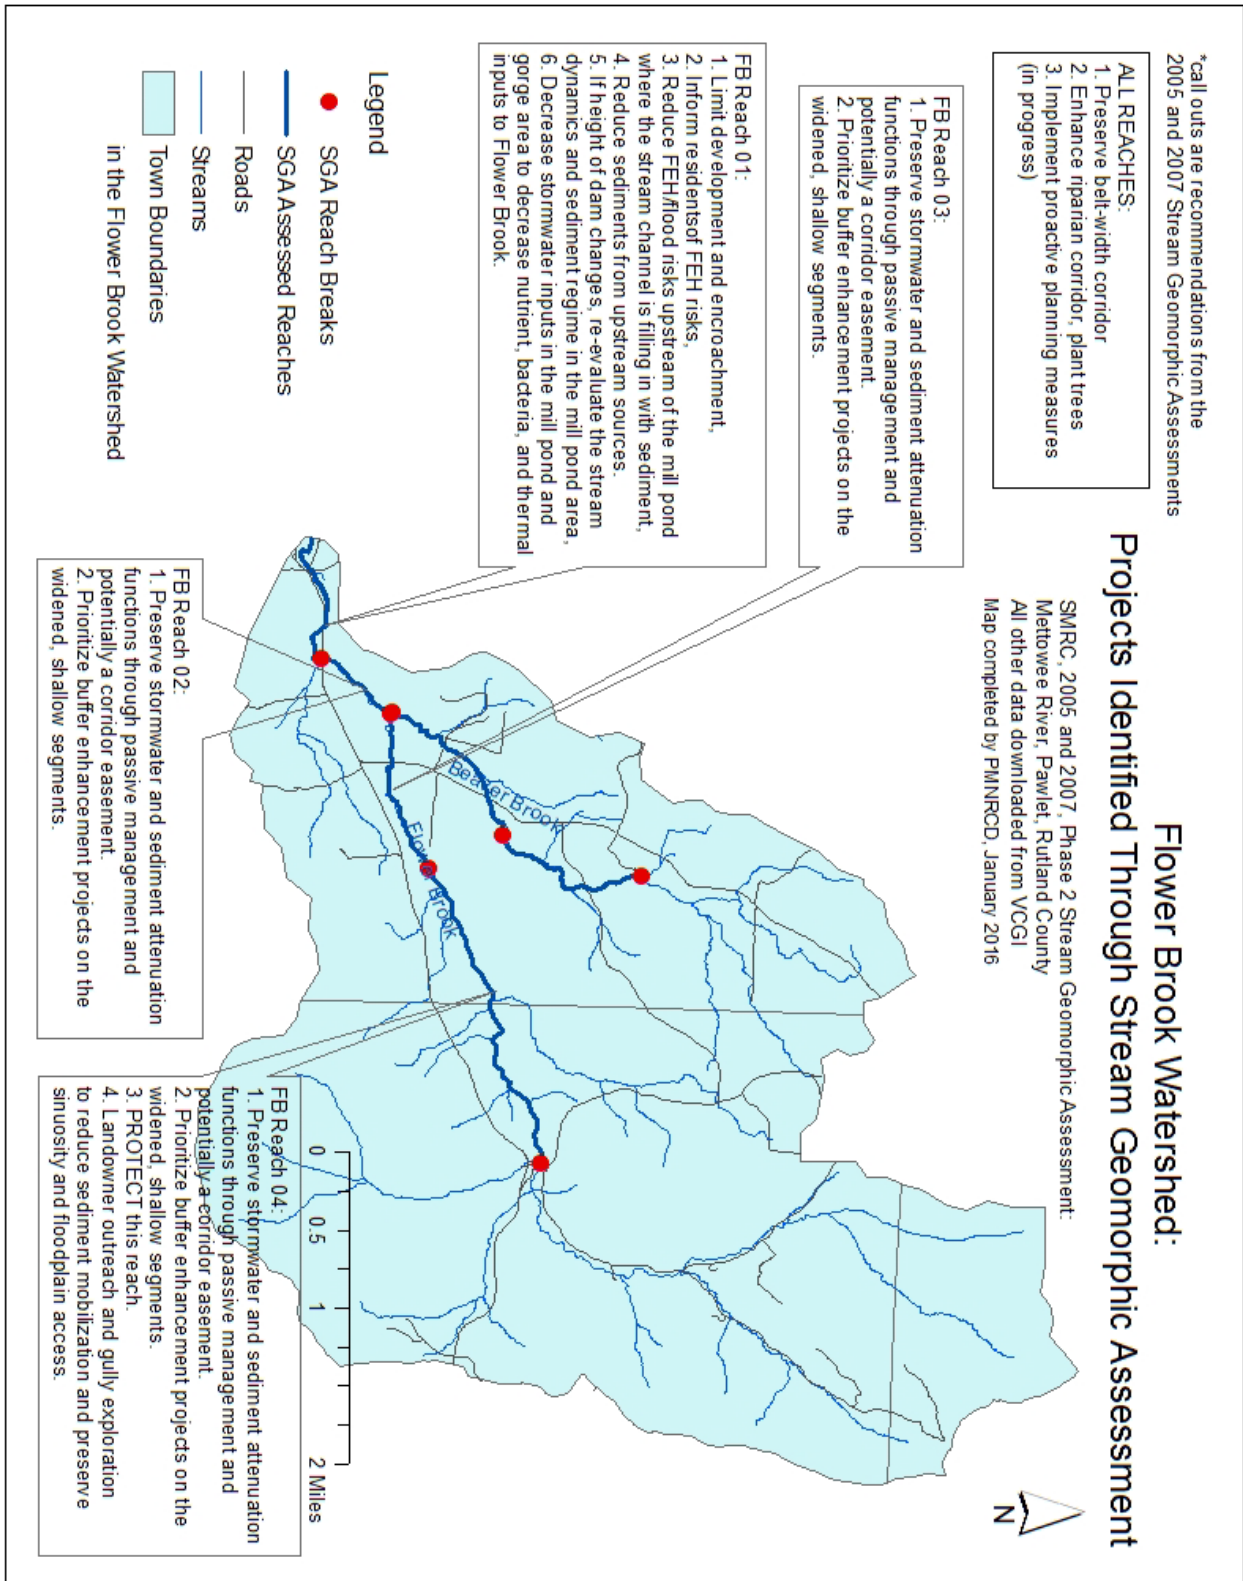 Flower Brook Watershed:
Projects Identified Through Stream Geomorphic Assessment
*call outs are recommendations from the
2005 and 2007 Stream Geomorphic Assessments
SMRC, 2005 and 2007, Phase 2 Stream Geomorphic Assessment:
Mettowee River, Pawlet, Rutland County
All other data downloaded from VCGI
Map completed by PMNRCD, January 2016
N
ALL REACHES:
1. Preserve belt-width corridor
2. Enhance riparian corridor, plant trees
3. Implement proactive planning measures
(in progress)
FB Reach 03:
1. Preserve stormwater and sediment attenuation
functions through passive management and
potentially a corridor easement.
2. Prioritize buffer enhancement projects on the
widened, shallow segments.
FB Reach 01:
1. Limit development and encroachment,
2. Inform residentsof FEH risks,
3. Reduce FEH/flood risks upstream of the mill pond
where the stream channel is filling in with sediment,
4. Reduce sediments from upstream sources.
5. If height of dam changes, re-evaluate the stream
dynamics and sediment regime in the mill pond area,
6. Decrease stormwater inputs in the mill pond and
gorge area to decrease nutrient, bacteria, and thermal
inputs to Flower Brook.
Beaver Brook
Flower Brook
Legend
SGA Reach Breaks
SGA Assessed Reaches
Roads
Streams
Town Boundaries
in the Flower Brook Watershed
FB Reach 02:
1. Preserve stormwater and sediment attenuation
functions through passive management and
potentially a corridor easement.
2. Prioritize buffer enhancement projects on the
widened, shallow segments.
0 0.5 1 2 Miles
FB Reach 04:
1. Preserve stormwater and sediment attenuation
functions through passive management and
potentially a corridor easement.
2. Prioritize buffer enhancement projects on the
widened, shallow segments.
3. PROTECT this reach.
4. Landowner outreach and gully exploration
to reduce sediment mobilization and preserve
sinuosity and floodplain access.